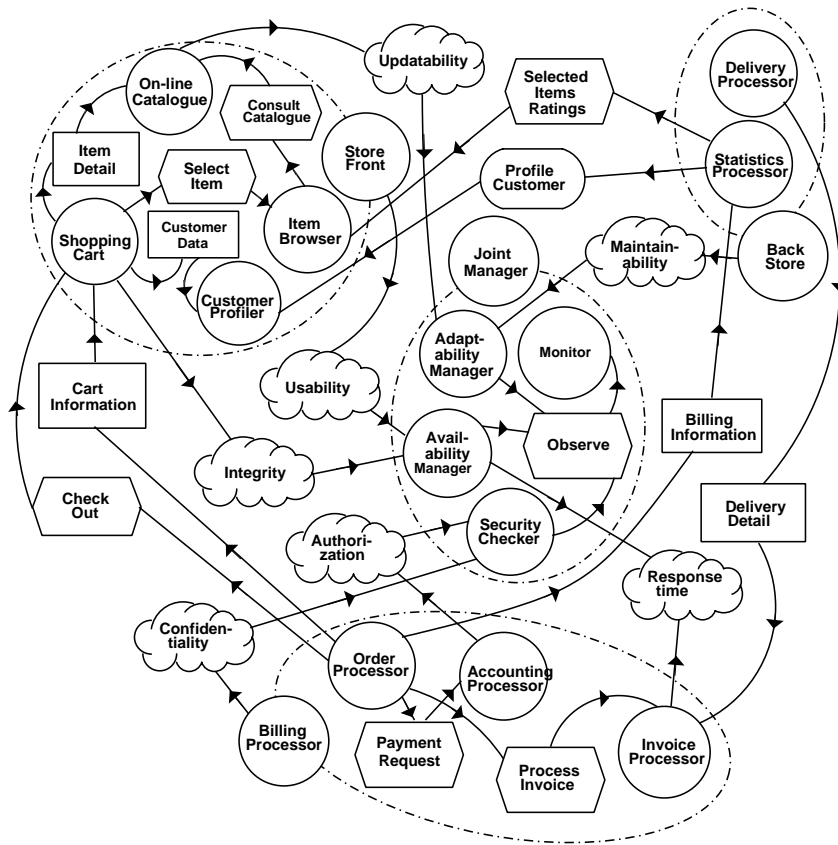 Updatability
On-line
Catalogue
Consult
Catalogue
Selected
Items
Ratings
Delivery
Processor
Item
Detail
Select
Item
Store
Front
Profile
Customer
Statistics
Processor
Shopping
Cart
Customer
Data
Item
Browser
Joint
Manager
Maintain-
ability
Back
Store
Customer
Profiler
Adapt-
ability
Manager
Monitor
Cart
Information
Usability
Billing
Information
Avail-
ability
Manager
Observe
Integrity
Check
Out
Delivery
Detail
Authori-
zation
Security
Checker
Response
time
Confiden-
tiality
Order
Processor
Accounting
Processor
Billing
Processor
Payment
Request
Process
Invoice
Invoice
Processor